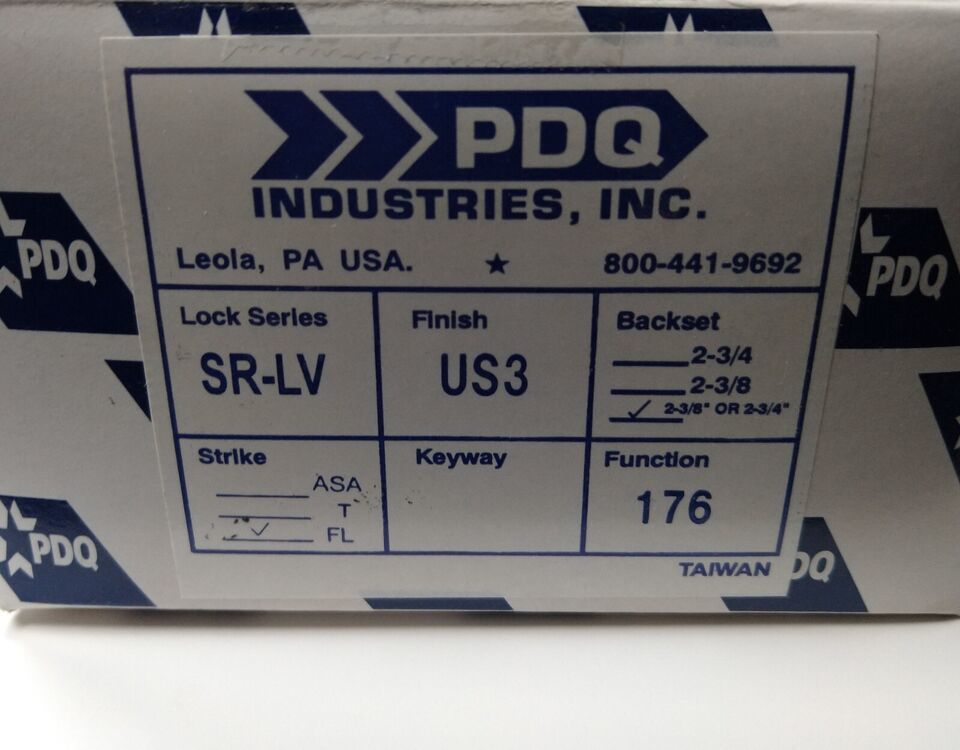 PDQ
INDUSTRIES, INC.
Leola, PA USA. ★ 800-441-9692
Lock Series
SR-LV
Finish
US3
Backset
2-3/4
2-3/8
✓ 2-3/8" OR 2-3/4"
Strike
ASA
T
✓ FL
Keyway
Function
176
TAIWAN
PDQ
PDQ
PDQ
PDQ